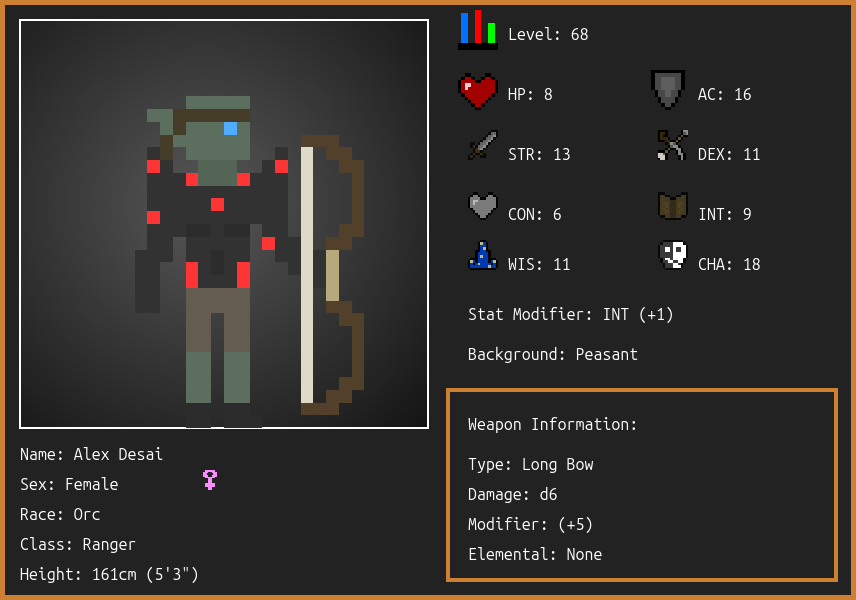 Level: 68
HP: 8
AC: 16
STR: 13
DEX: 11
CON: 6
INT: 9
WIS: 11
CHA: 18
Stat Modifier: INT (+1)
Background: Peasant
Weapon Information:
Type: Long Bow
Damage: d6
Modifier: (+5)
Elemental: None
Name: Alex Desai
Sex: Female
Race: Orc
Class: Ranger
Height: 161cm (5'3")